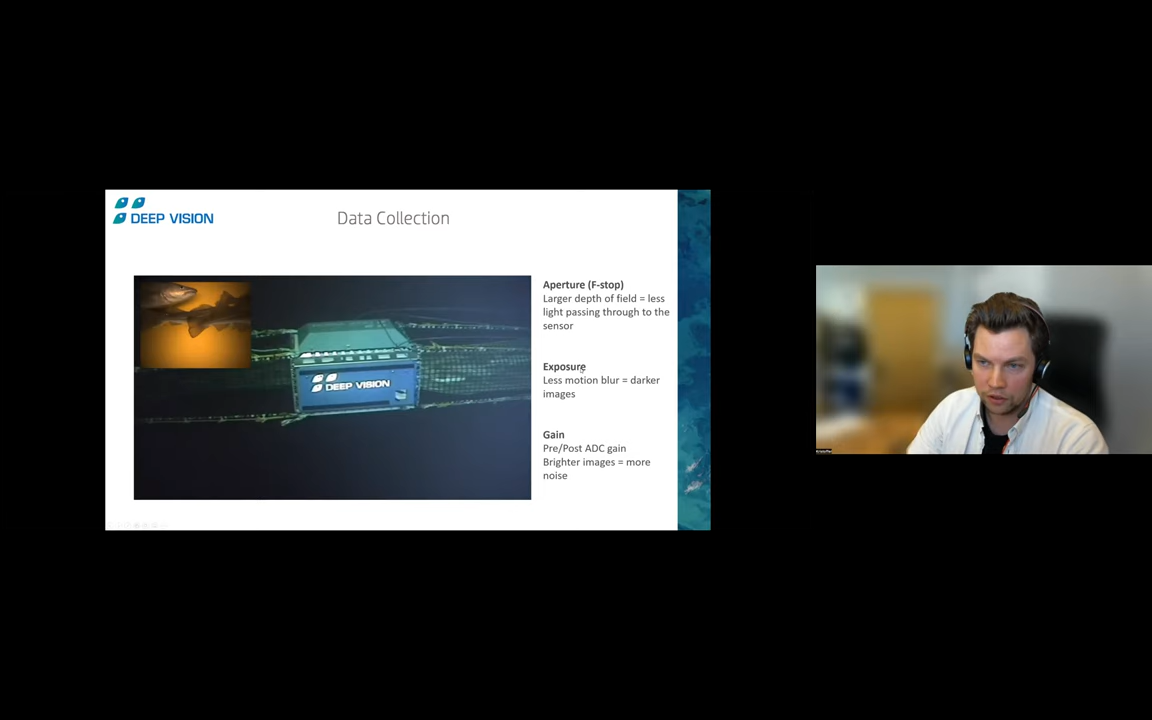 DEEP VISION
Data Collection
DEEP VISION
Aperture (F-stop)
Larger depth of field = less
light passing through to the
sensor
Exposure
Less motion blur = darker
images
Gain
Pre/Post ADC gain
Brighter images = more
noise